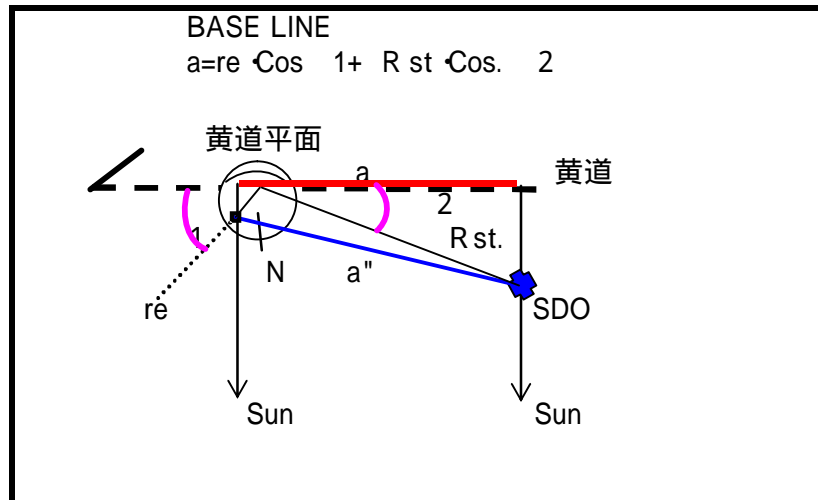 BASE LINE
a=re・Cos 1+ R st・Cos. 2
黄道平面
a
黄道
2
1
R st.
N
a"
re
SDO
Sun
Sun